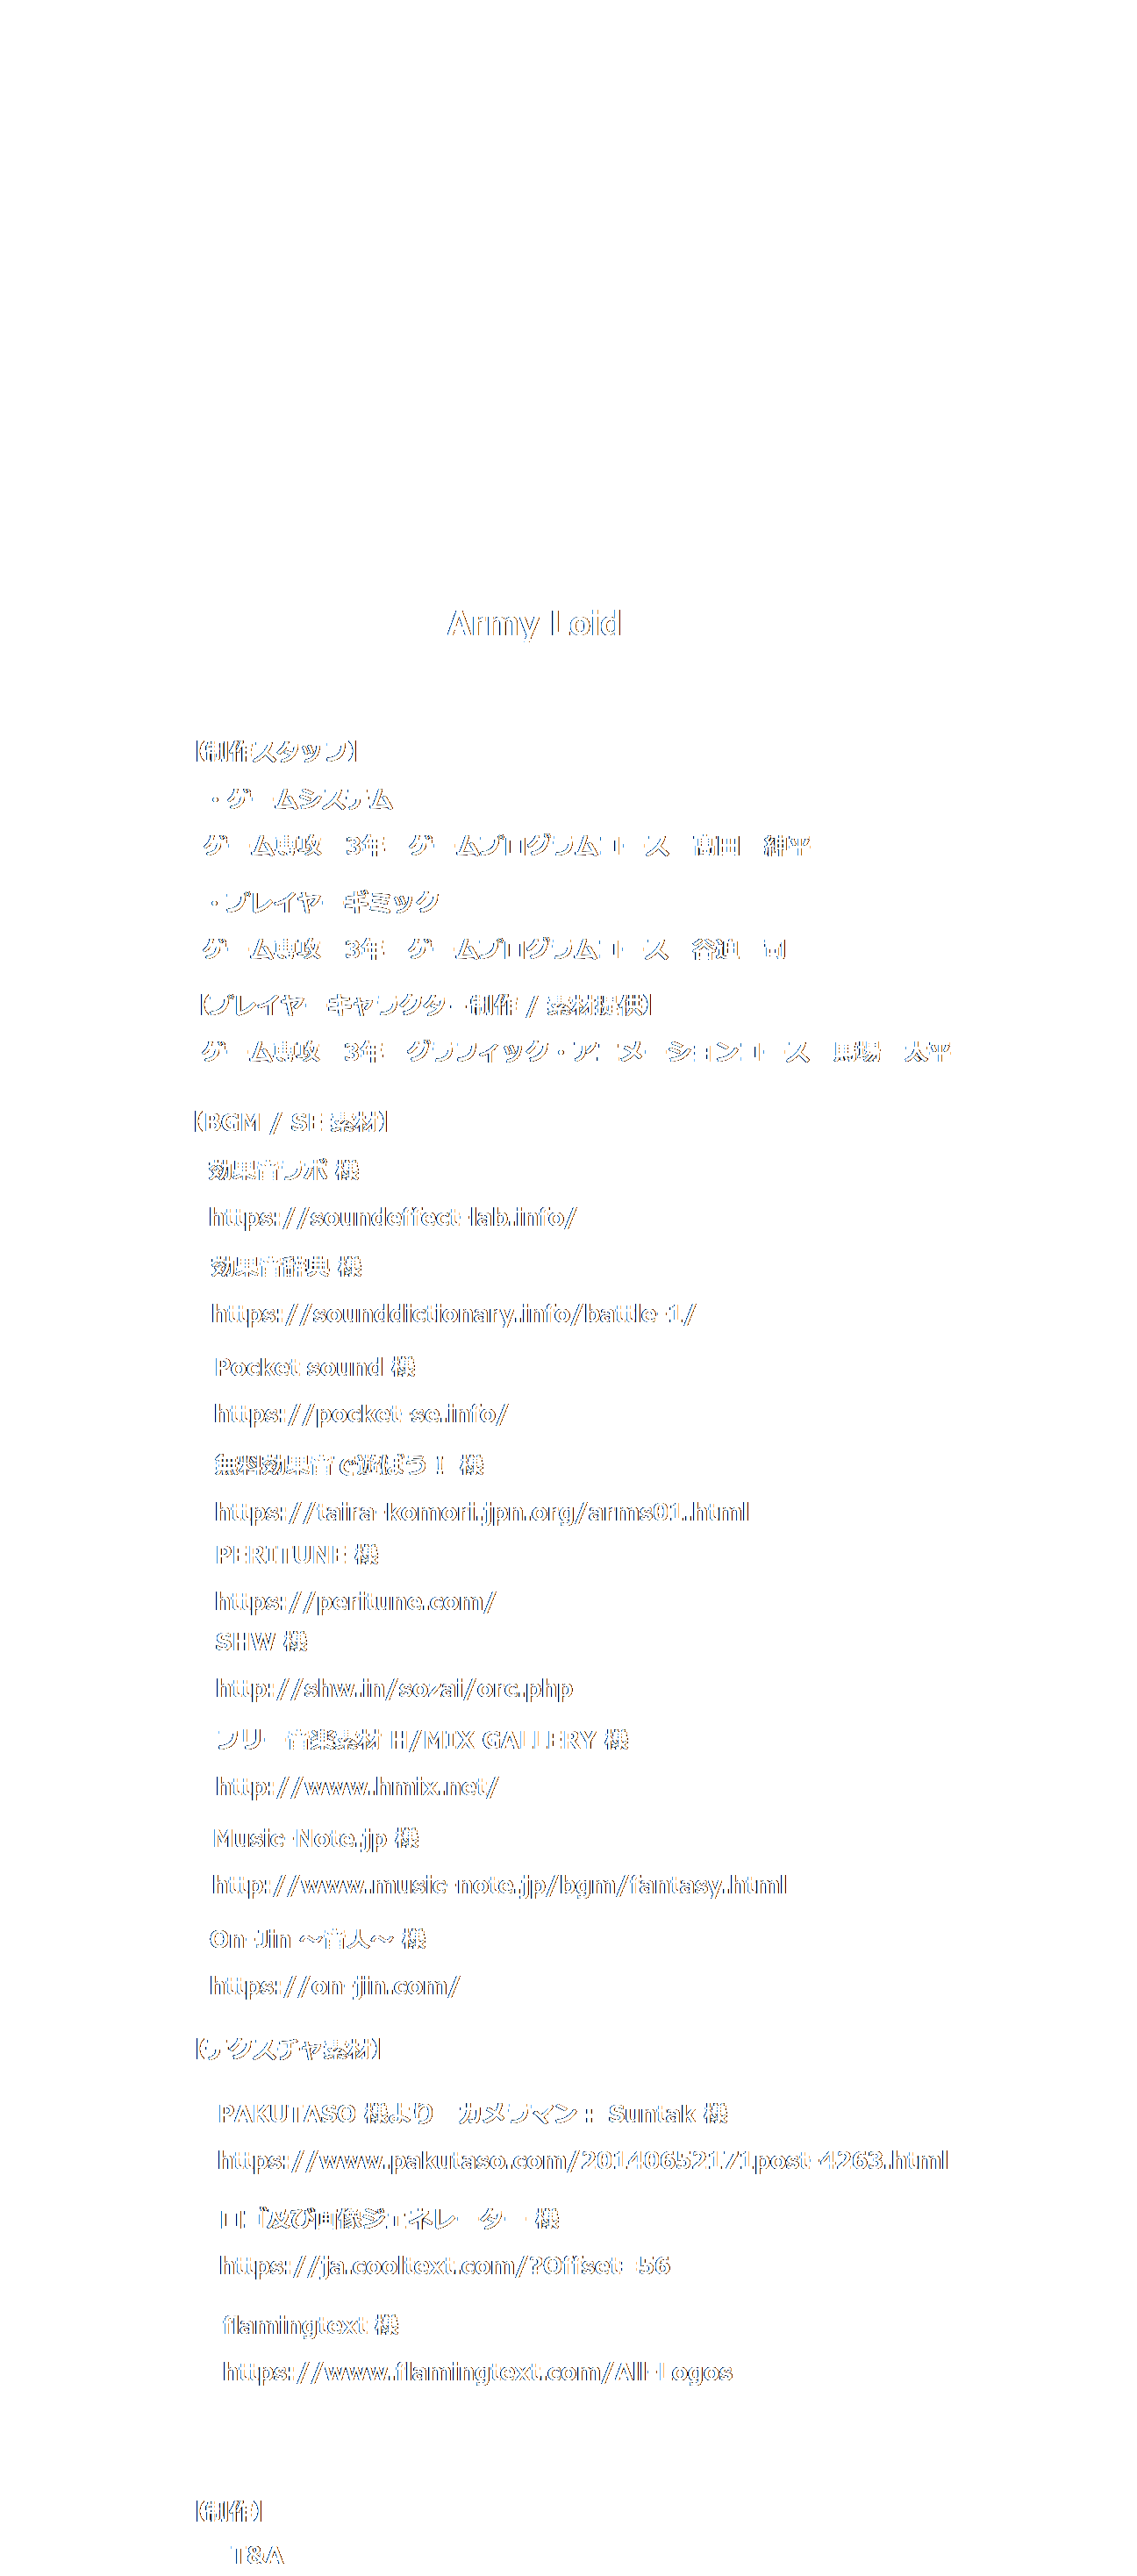 Army Loid
【制作スタッフ】
・ゲームシステム
ゲーム専攻　3年　ゲームプログラムコース　髙田　紳平
・プレイヤーギミック
ゲーム専攻　3年　ゲームプログラムコース　谷迫　司
【プレイヤーキャラクター制作 / 素材提供】
ゲーム専攻　3年　グラフィック・アニメーションコース　馬場　太平
【BGM / SE 素材】
効果音ラボ 様
https://soundeffect-lab.info/
効果音辞典 様
https://sounddictionary.info/battle-1/
Pocket sound 様
https://pocket-se.info/
無料効果音で遊ぼう！ 様
https://taira-komori.jpn.org/arms01.html
PERITUNE 様
https://peritune.com/
SHW 様
http://shw.in/sozai/orc.php
フリー音楽素材 H/MIX GALLERY 様
http://www.hmix.net/
Music-Note.jp 様
http://www.music-note.jp/bgm/fantasy.html
On-Jin ～音人～ 様
https://on-jin.com/
【テクスチャ素材】
PAKUTASO 様より　カメラマン： Suntak 様
https://www.pakutaso.com/20140652171post-4263.html
ロゴ及び画像ジェネレーター 様
https://ja.cooltext.com/?Offset=56
flamingtext 様
https://www.flamingtext.com/All-Logos
【制作】
T&A